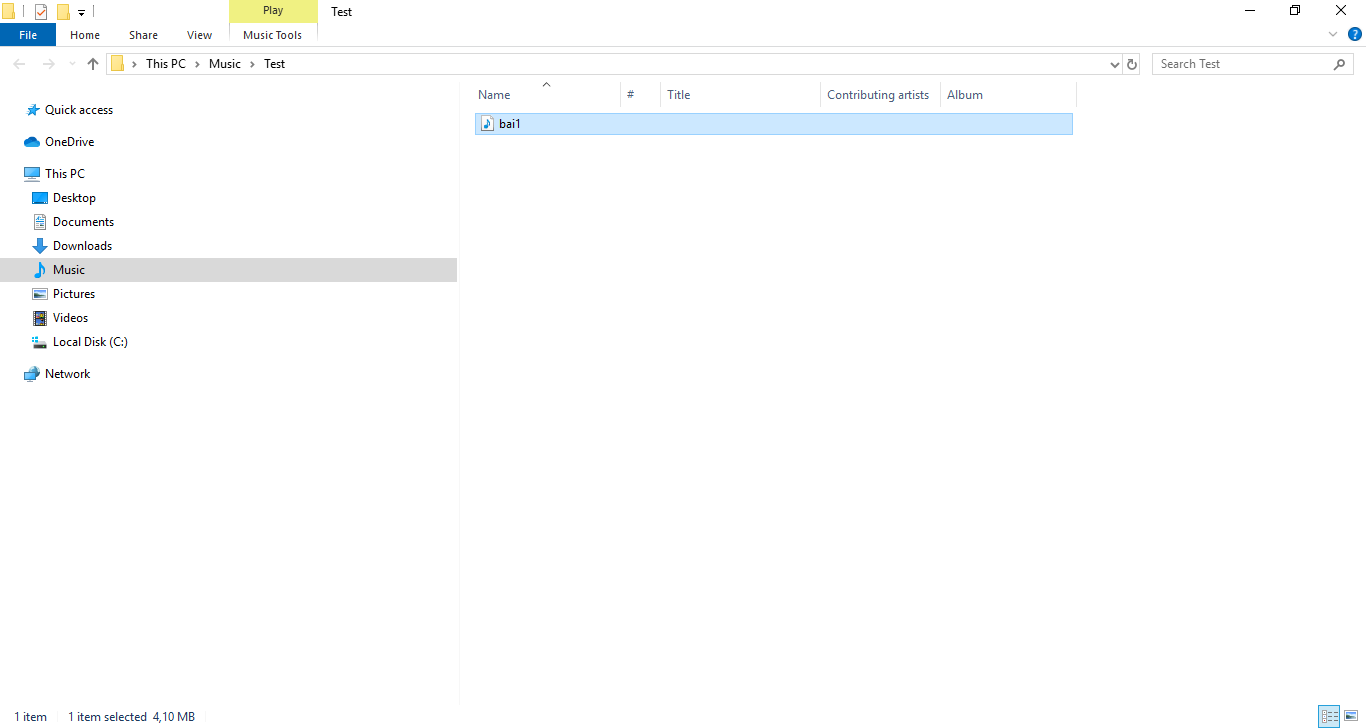 Play Test
File Home Share View Music Tools
This PC Music Test Search Test
Name # Title Contributing artists Album
bai1
Quick access
OneDrive
This PC
Desktop
Documents
Downloads
Music
Pictures
Videos
Local Disk (C:)
Network
1 item 1 item selected 4,10 MB